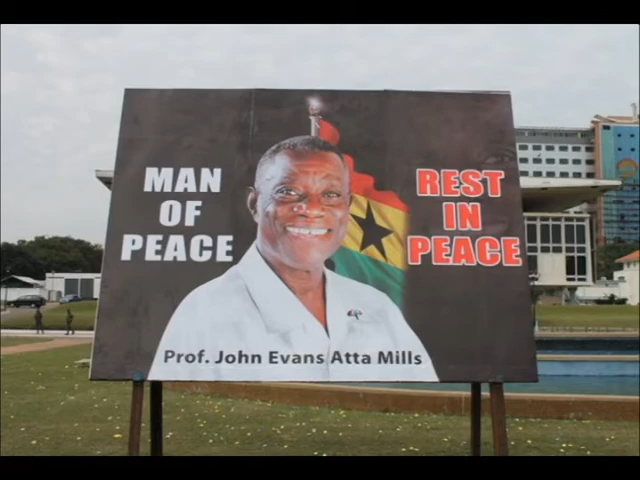 MAN
OF
PEACE
REST
IN
PEACE
Prof. John Evans Atta Mills